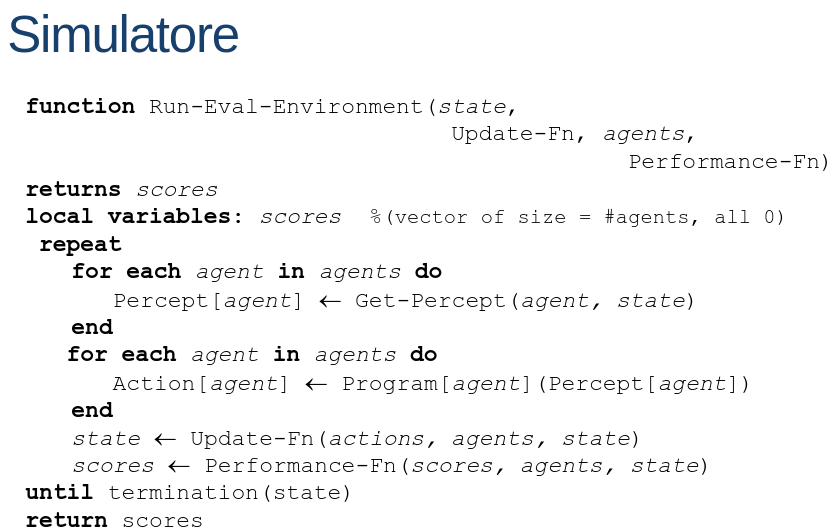 Simulatore
function Run-Eval-Environment(state,
Update-Fn, agents,
Performance-Fn)
returns scores
local variables: scores %(vector of size = #agents, all 0)
repeat
for each agent in agents do
Percept[agent] ← Get-Percept(agent, state)
end
for each agent in agents do
Action[agent] ← Program[agent](Percept[agent])
end
state ← Update-Fn(actions, agents, state)
scores ← Performance-Fn(scores, agents, state)
until termination(state)
return scores